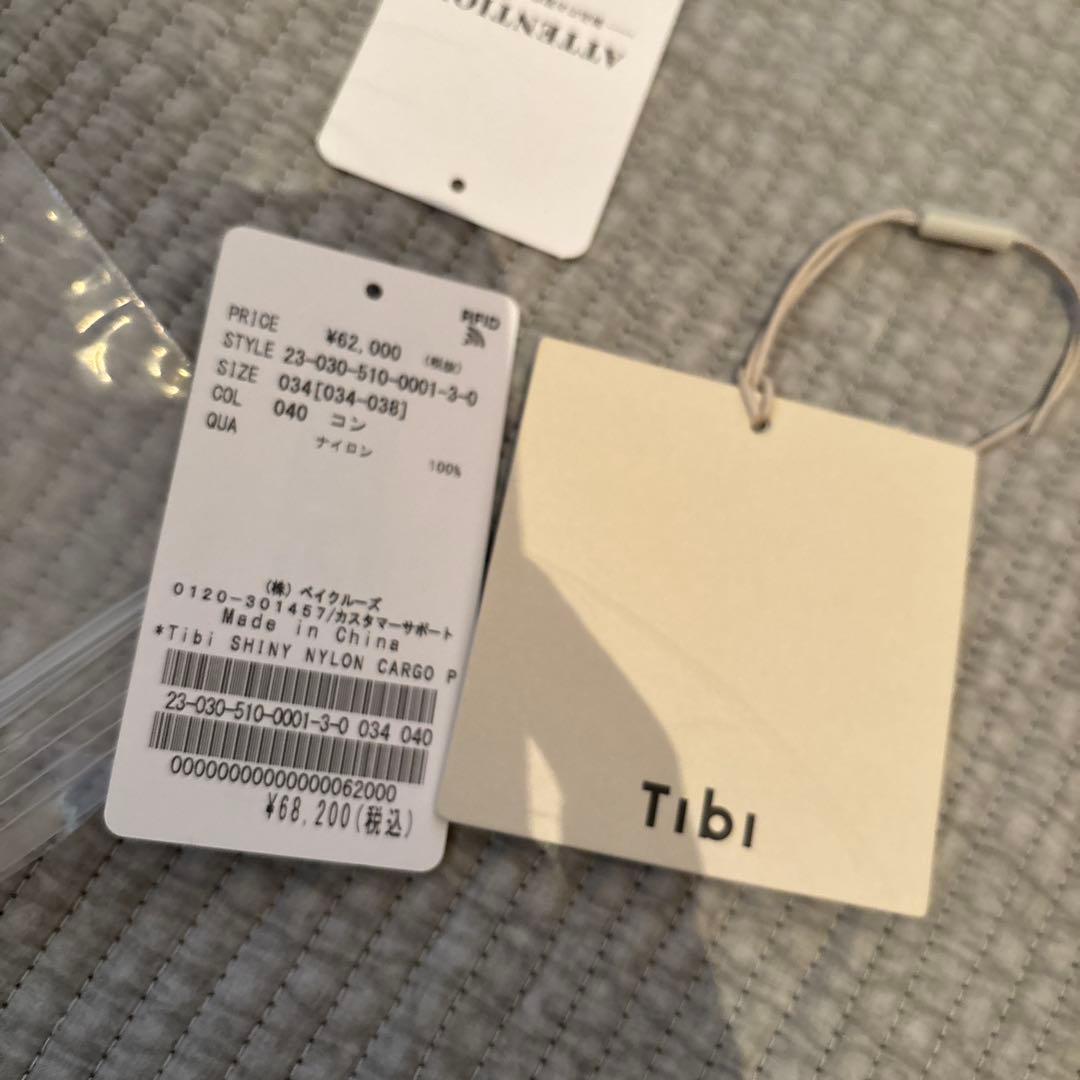 ATTENTION
PRICE ¥62,000 (税抜)
RFID
STYLE 23-030-510-0001-3-0
SIZE 034[034-038]
COL 040 コン
QUA ナイロン 100%
(株) ベイクルーズ
0120-301457/カスタマーサポート
Made in China
*Tibi SHINY NYLON CARGO P
23-030-510-0001-3-0 034 040
00000000000000062000
¥68,200(税込)
TIbI